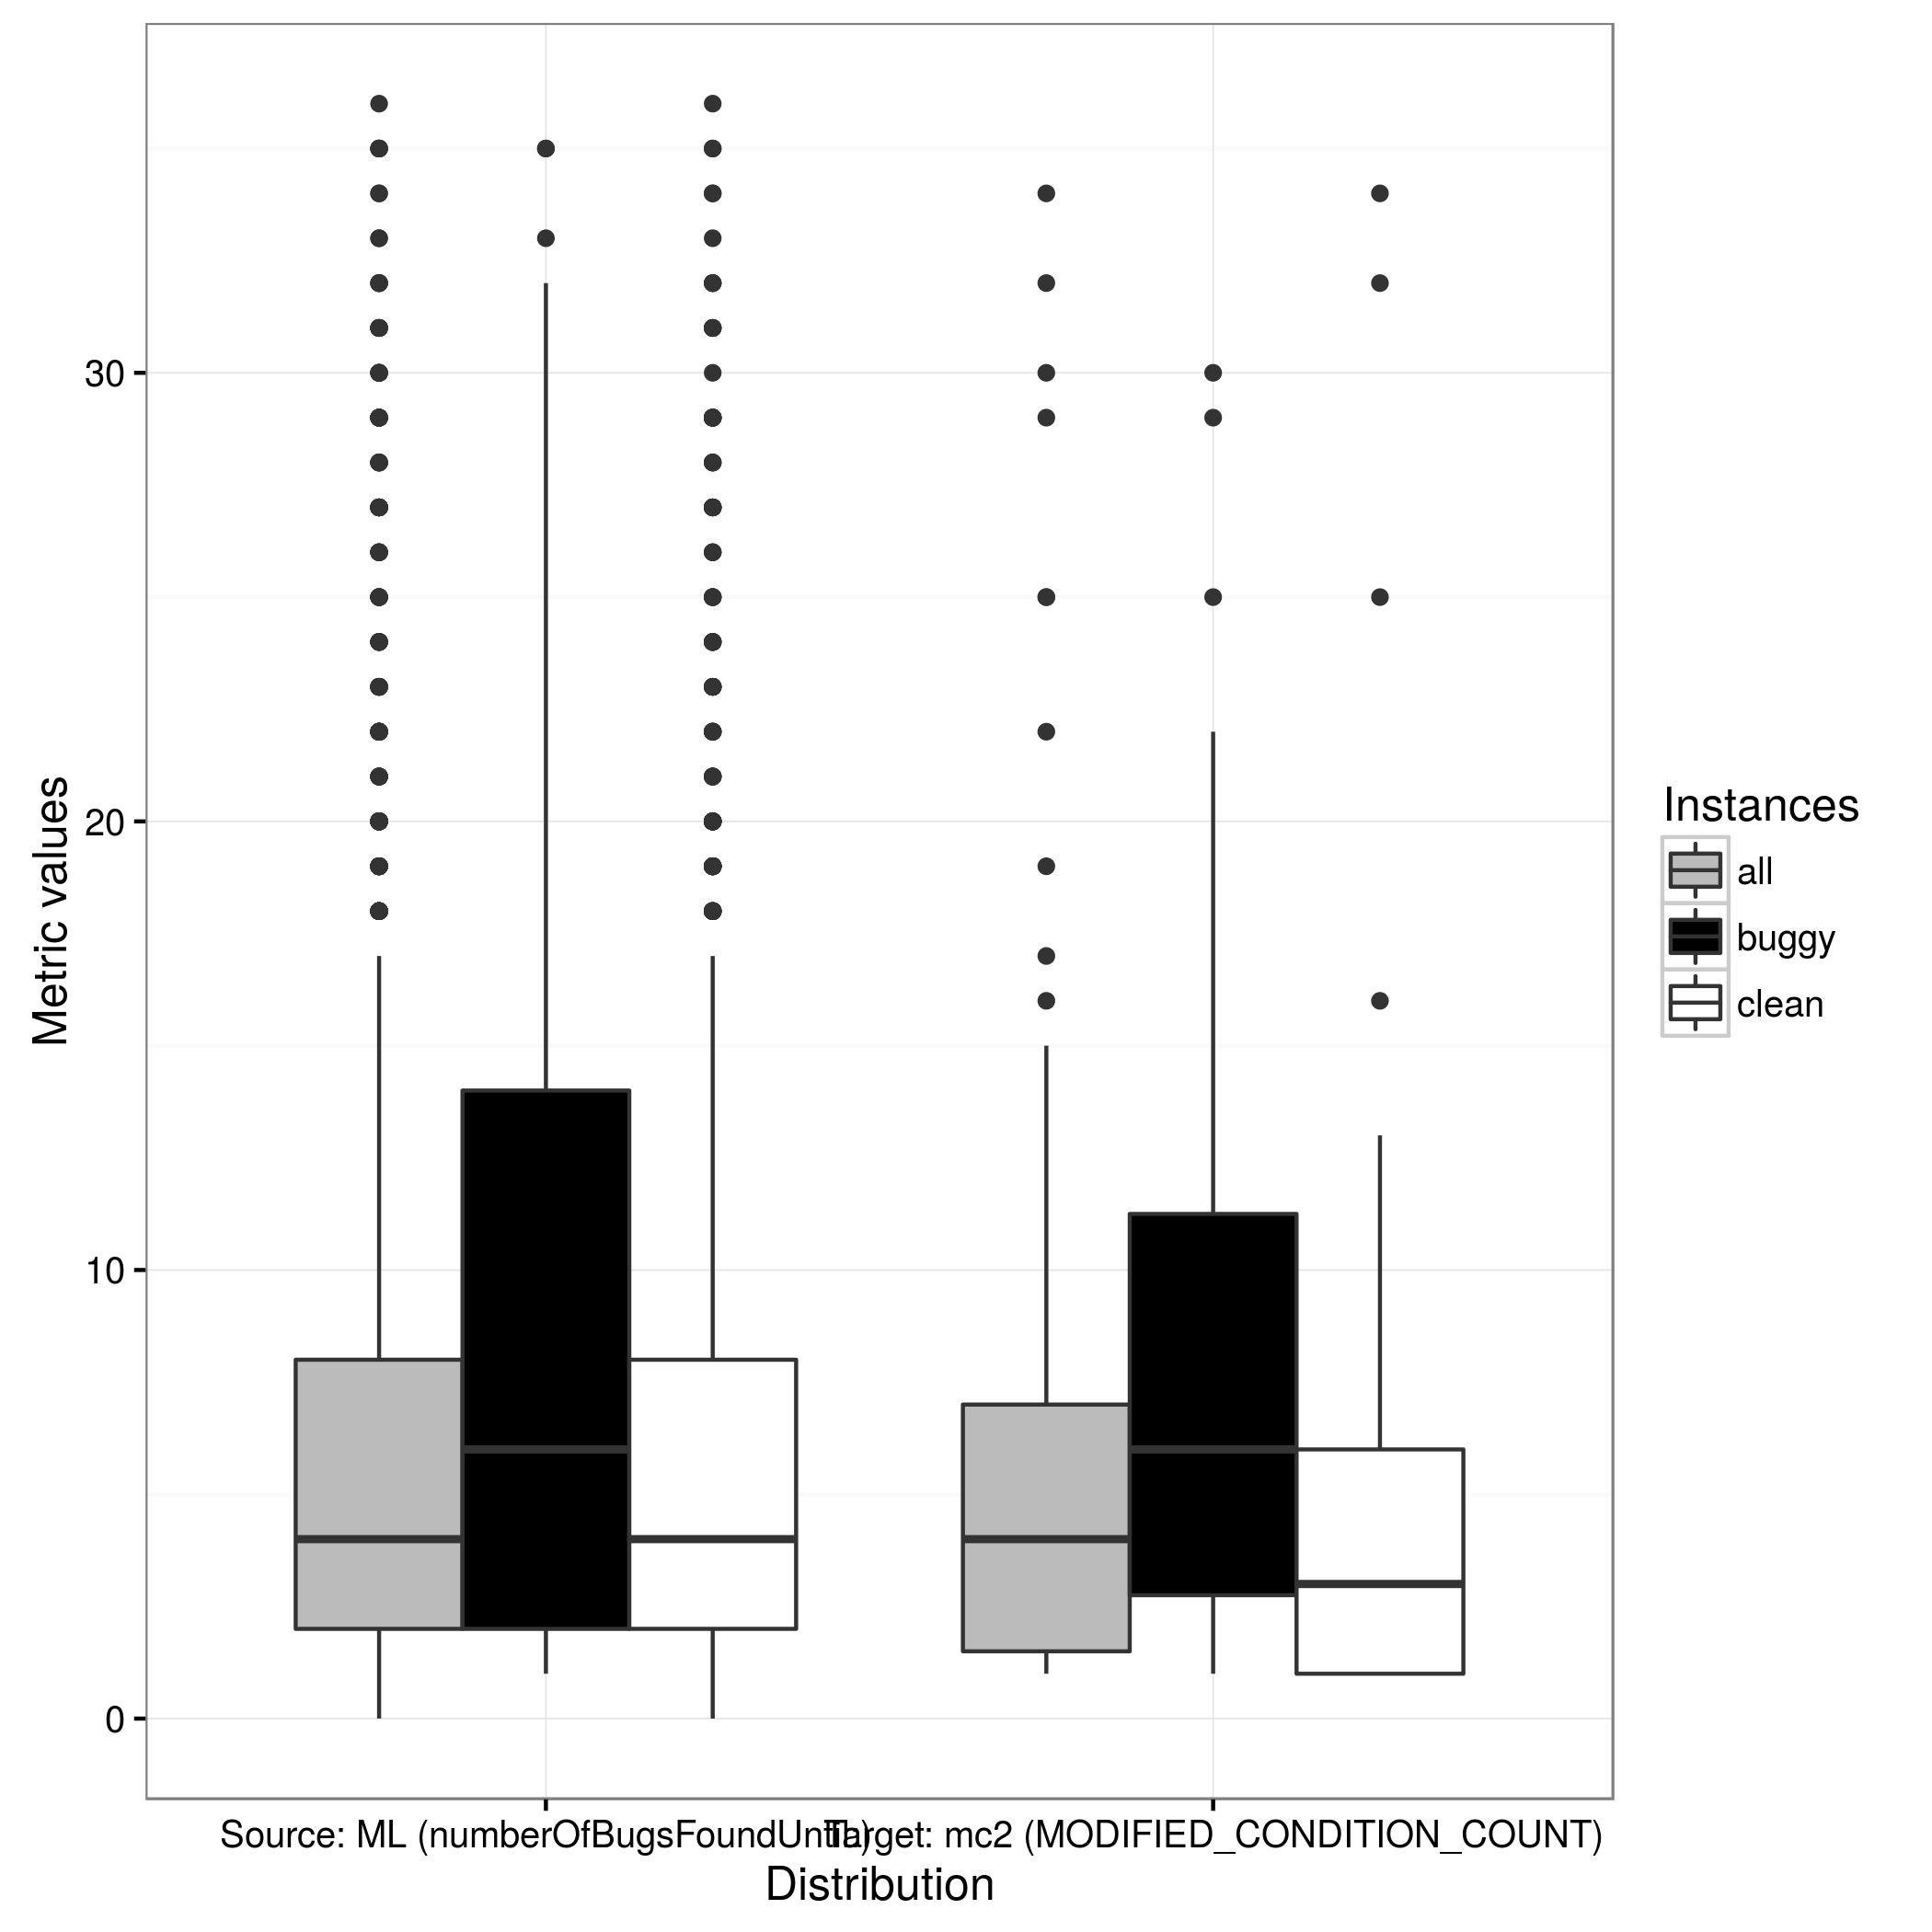 Metric values
30
20
10
0
Source: ML (numberOfBugsFoundUntil:)
Target: mc2 (MODIFIED_CONDITION_COUNT)
Distribution
Instances
all
buggy
clean